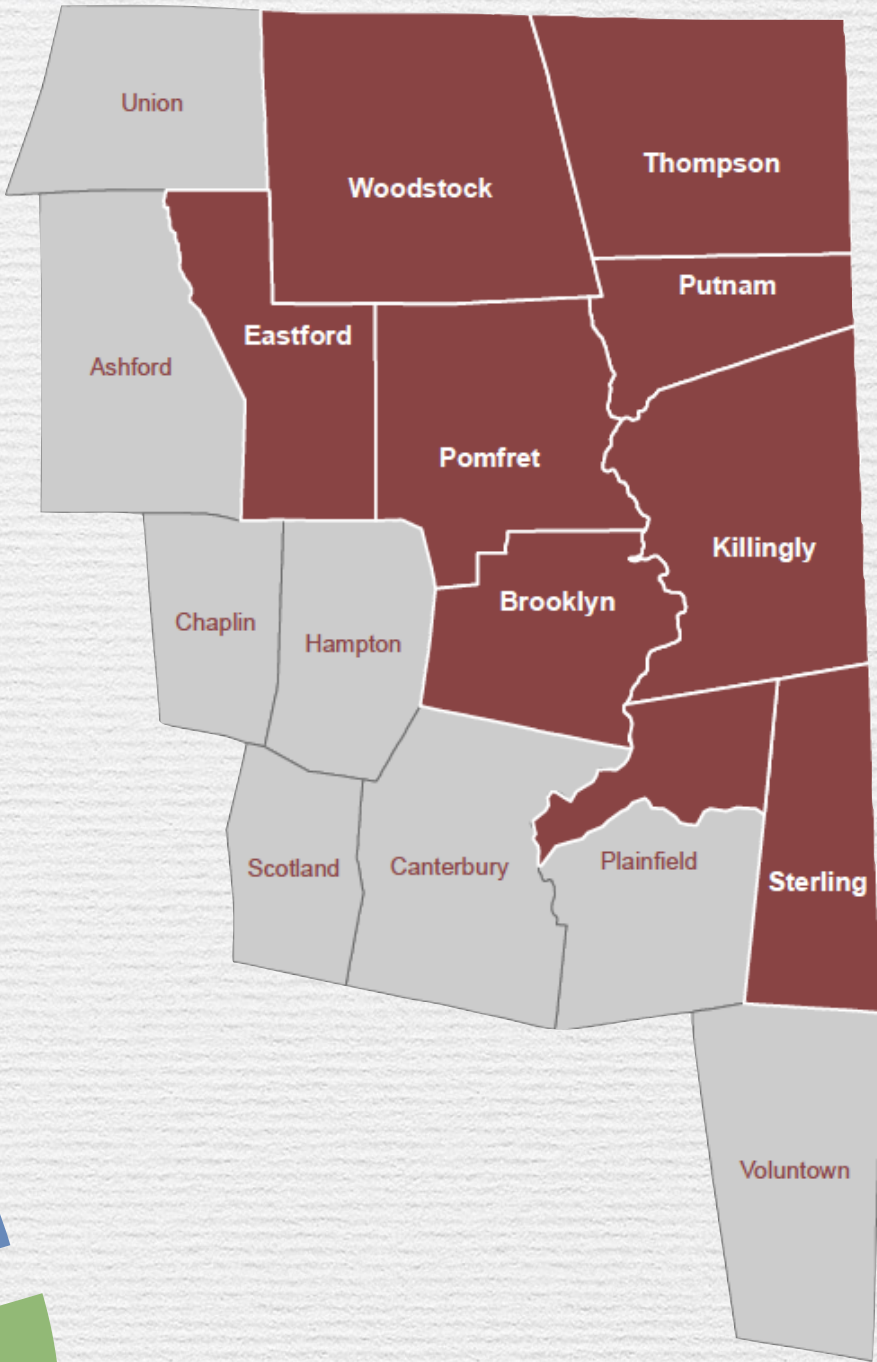 Union
Woodstock
Thompson
Putnam
Eastford
Ashford
Pomfret
Killingly
Brooklyn
Chaplin
Hampton
Scotland
Canterbury
Plainfield
Sterling
Voluntown